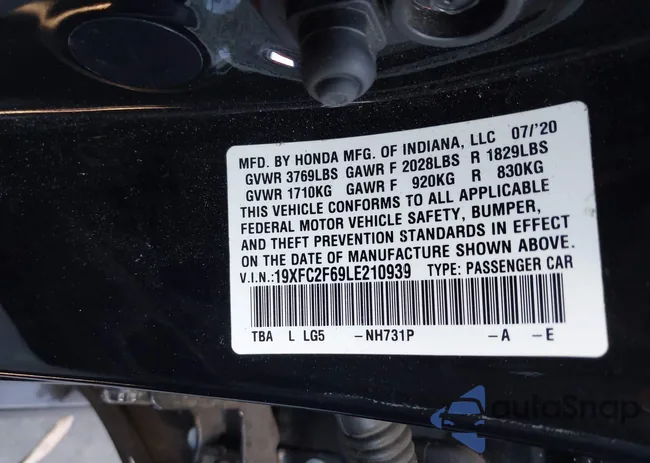 MFD. BY HONDA MFG. OF INDIANA, LLC 07/'20
GVWR 3769LBS GAWR F 2028LBS R 1829LBS
GVWR 1710KG GAWR F 920KG R 830KG
THIS VEHICLE CONFORMS TO ALL APPLICABLE
FEDERAL MOTOR VEHICLE SAFETY, BUMPER,
AND THEFT PREVENTION STANDARDS IN EFFECT
ON THE DATE OF MANUFACTURE SHOWN ABOVE.
V.I.N.:19XFC2F69LE210939 TYPE: PASSENGER CAR
TBA L LG5 -NH731P -A -E
autoSnap